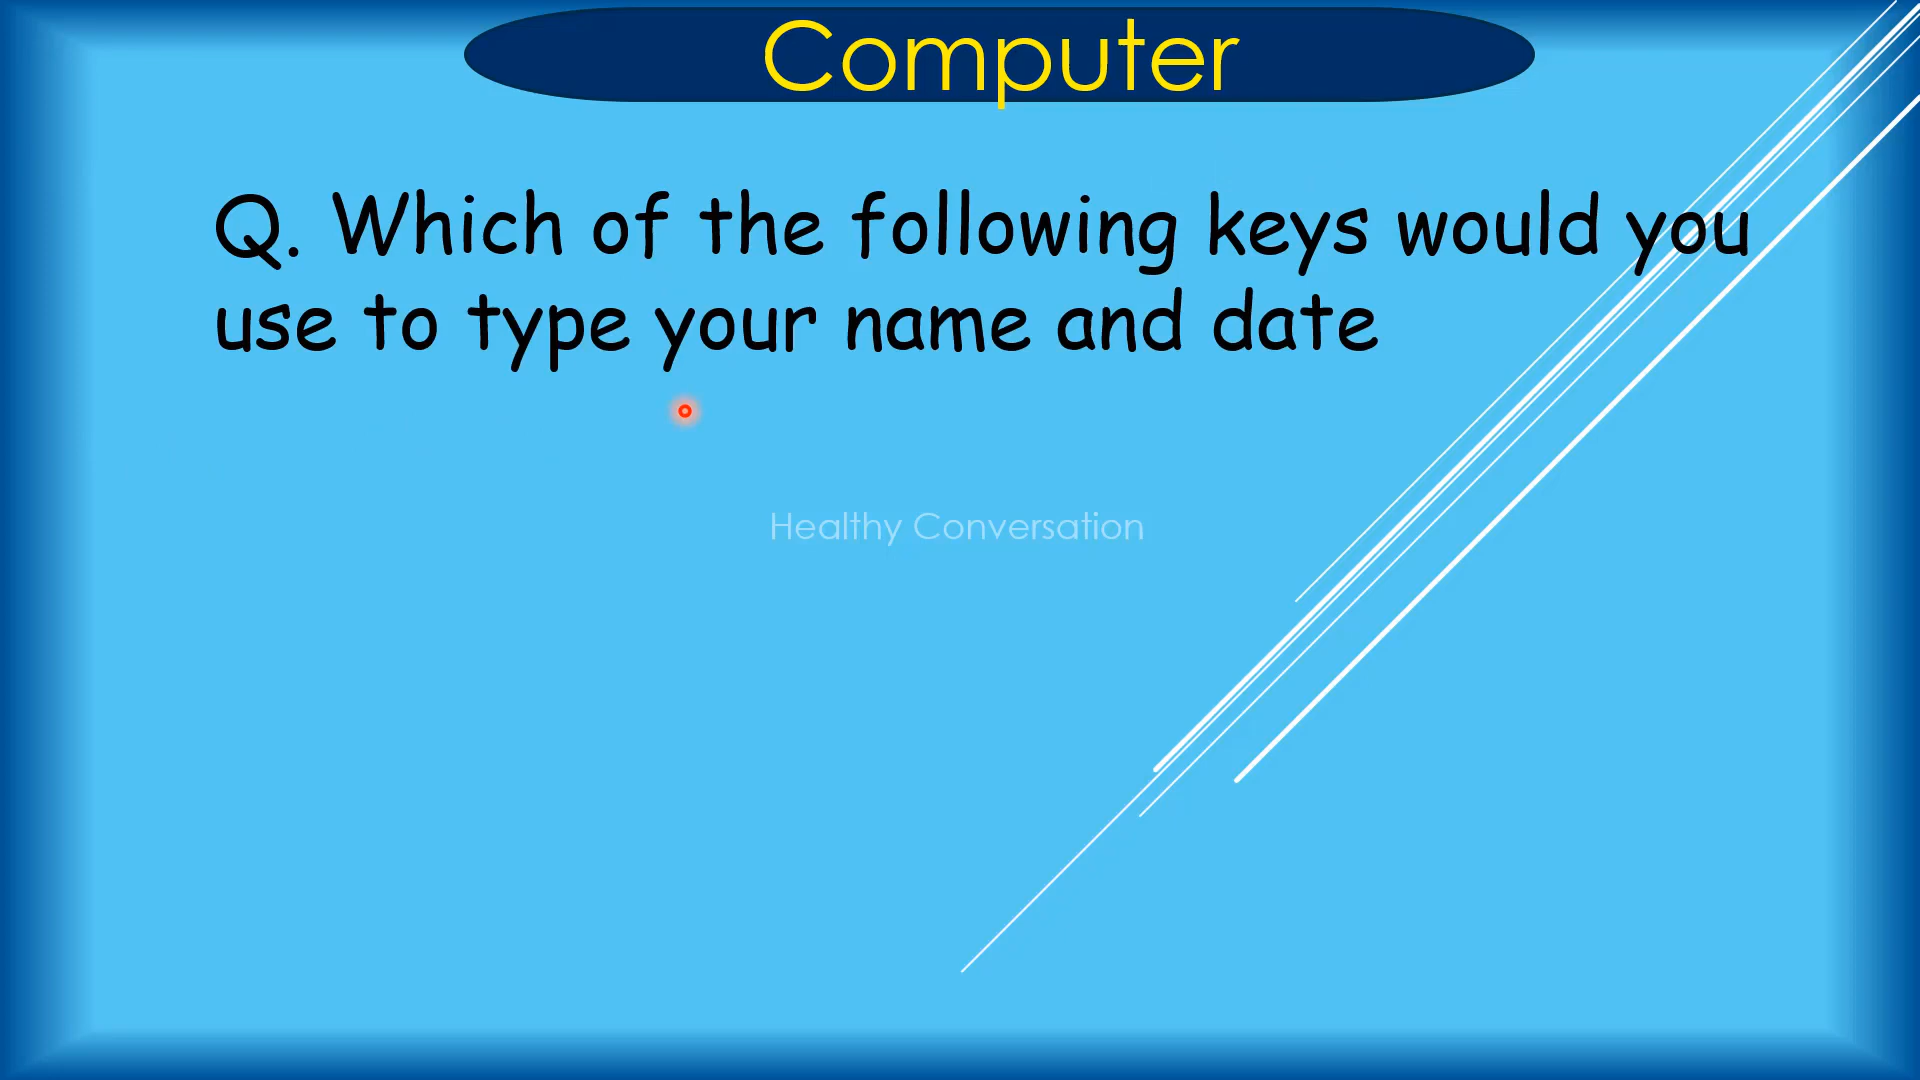 Computer
Q. Which of the following keys would you
use to type your name and date
Healthy Conversation